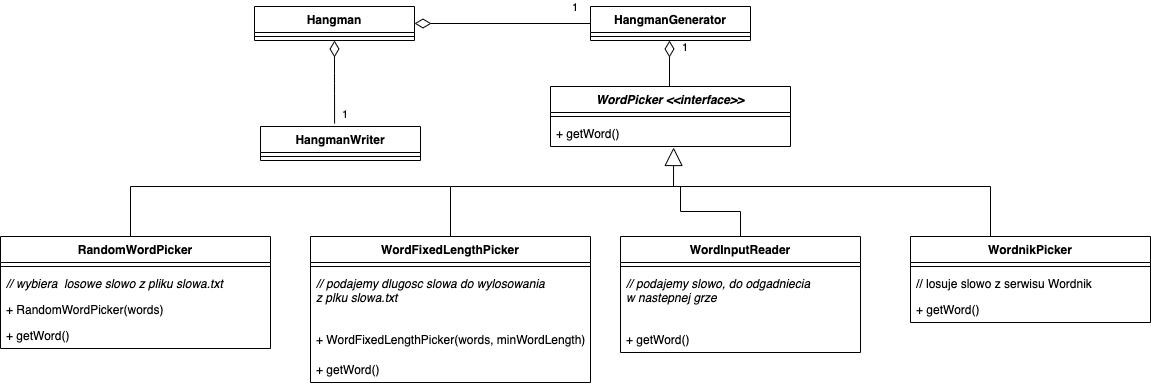 Hangman
1
HangmanGenerator
1
WordPicker <<interface>>
+ getWord()
1
HangmanWriter
RandomWordPicker
// wybiera  losowe slowo z pliku slowa.txt
+ RandomWordPicker(words)
+ getWord()
WordFixedLengthPicker
// podajemy dlugosc slowa do wylosowania
z plku slowa.txt
+ WordFixedLengthPicker(words, minWordLength)
+ getWord()
WordInputReader
// podajemy slowo, do odgadniecia
w nastepnej grze
+ getWord()
WordnikPicker
// losuje slowo z serwisu Wordnik
+ getWord()